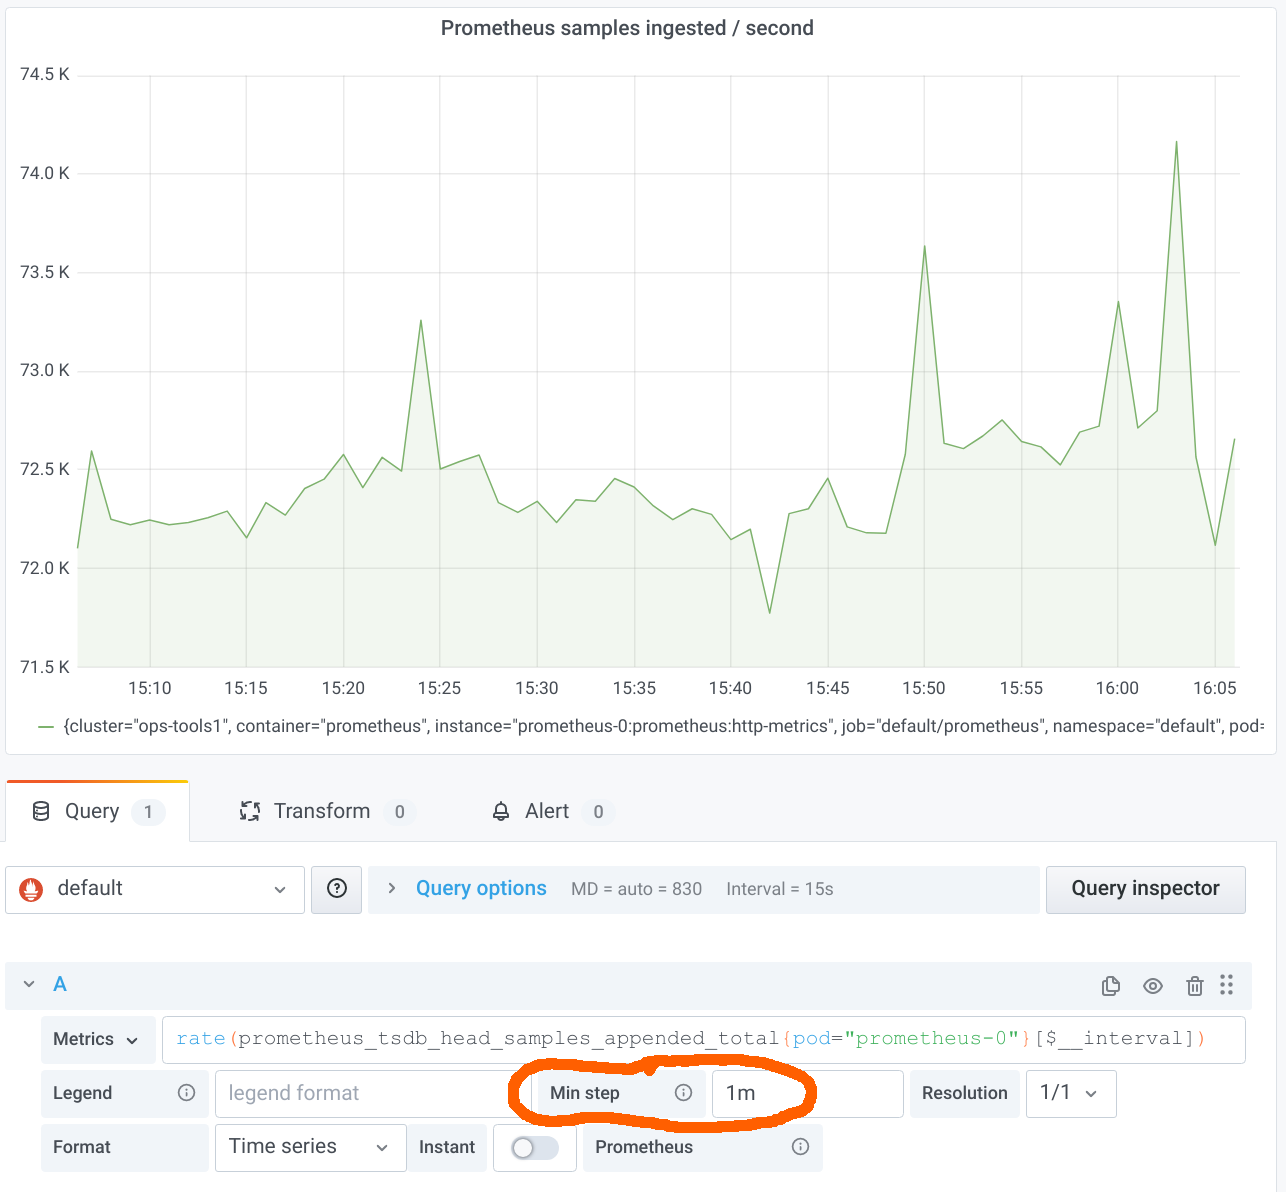 Prometheus samples ingested / second
74.5 K
74.0 K
73.5 K
73.0 K
72.5 K
72.0 K
71.5 K
15:10 15:15 15:20 15:25 15:30 15:35 15:40 15:45 15:50 15:55 16:00 16:05
{cluster="ops-tools1", container="prometheus", instance="prometheus-0:prometheus:http-metrics", job="default/prometheus", namespace="default", pod=
Query 1 Transform 0 Alert 0
default ? Query options MD = auto = 830 Interval = 15s Query inspector
A
Metrics rate(prometheus_tsdb_head_samples_appended_total{pod="prometheus-0"}[$__interval])
Legend legend format Min step 1m Resolution 1/1
Format Time series Instant Prometheus